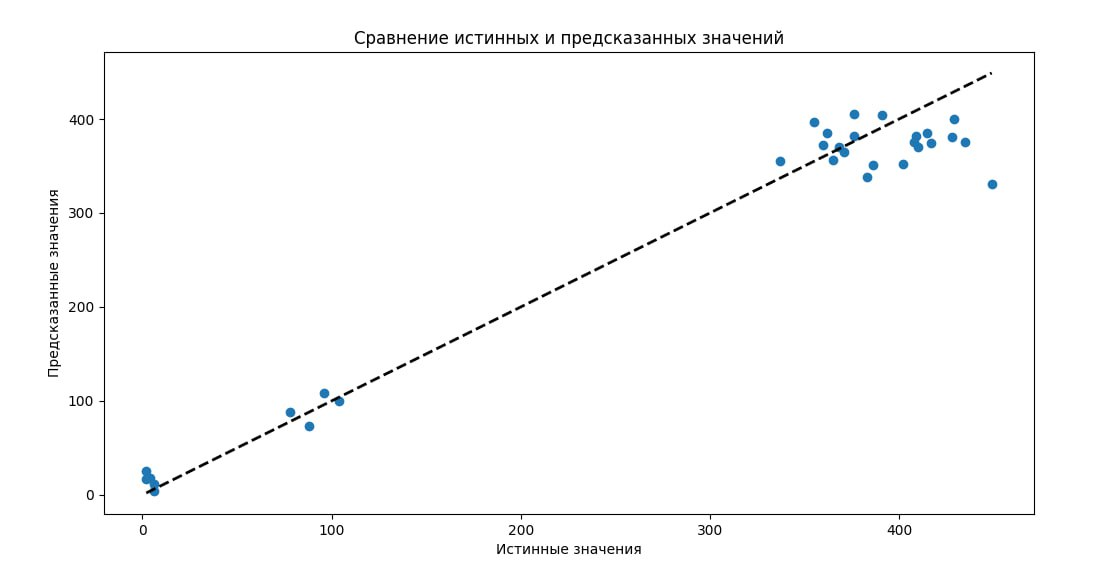 Сравнение истинных и предсказанных значений
Предсказанные значения
400
300
200
100
0
0 100 200 300 400
Истинные значения